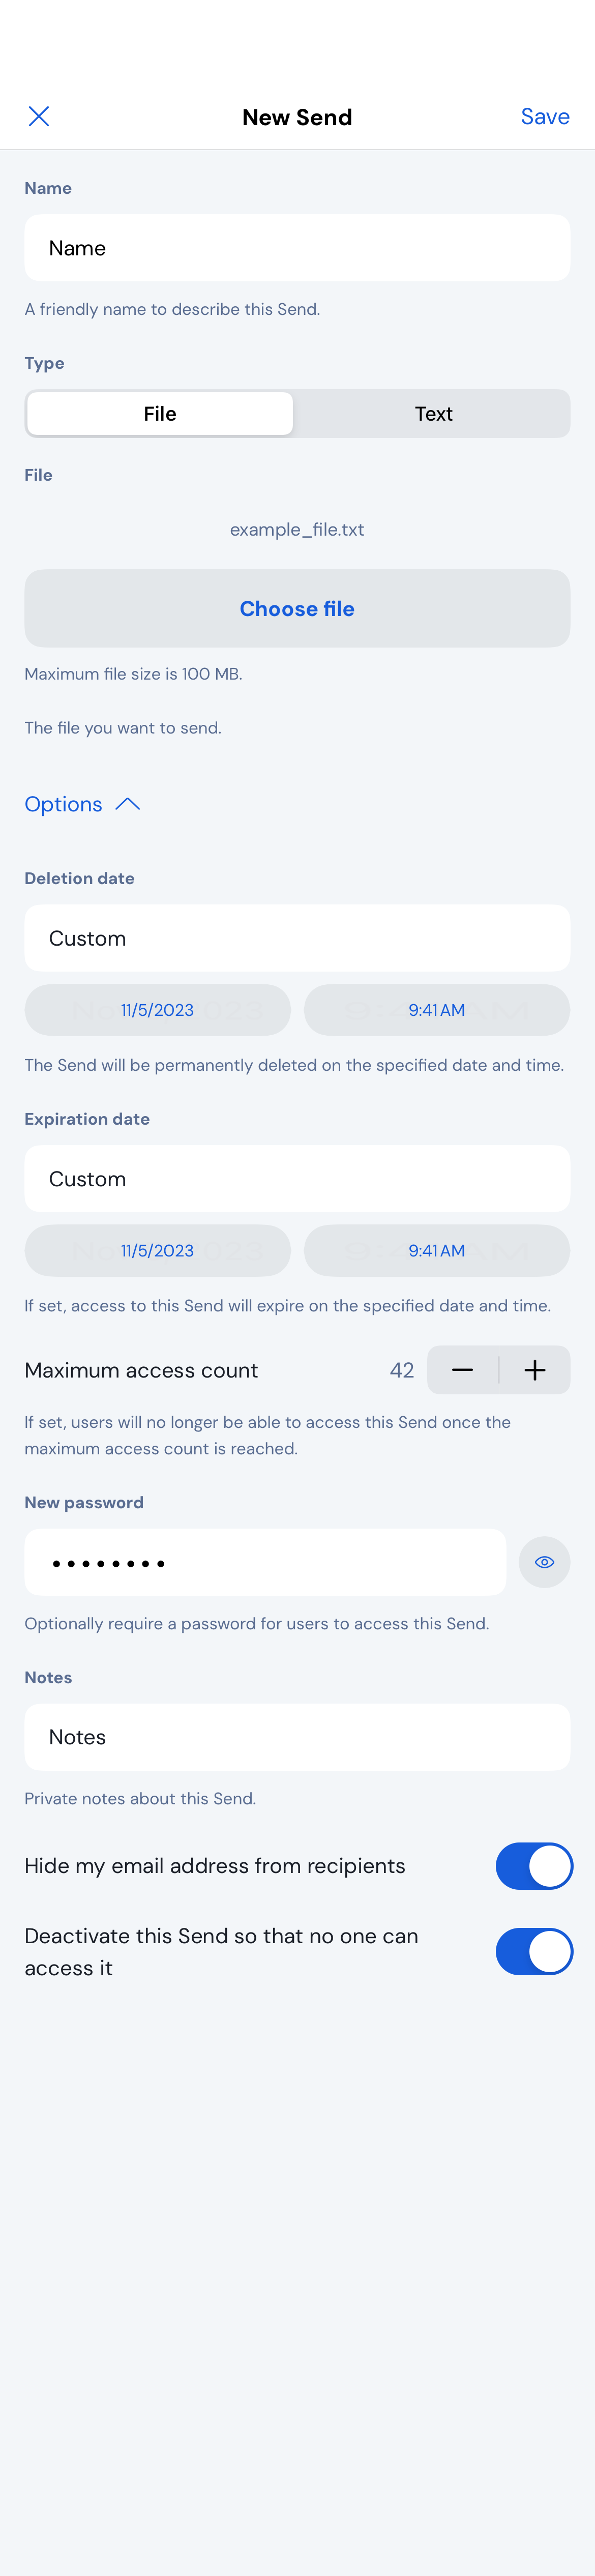 New Send
Save
Name
Name
A friendly name to describe this Send.
Type
File
Text
File
example_file.txt
Choose file
Maximum file size is 100 MB.
The file you want to send.
Options
Deletion date
Custom
11/5/2023
9:41 AM
The Send will be permanently deleted on the specified date and time.
Expiration date
Custom
11/5/2023
9:41 AM
If set, access to this Send will expire on the specified date and time.
Maximum access count
42
If set, users will no longer be able to access this Send once the
maximum access count is reached.
New password
••••••••
Optionally require a password for users to access this Send.
Notes
Notes
Private notes about this Send.
Hide my email address from recipients
Deactivate this Send so that no one can
access it